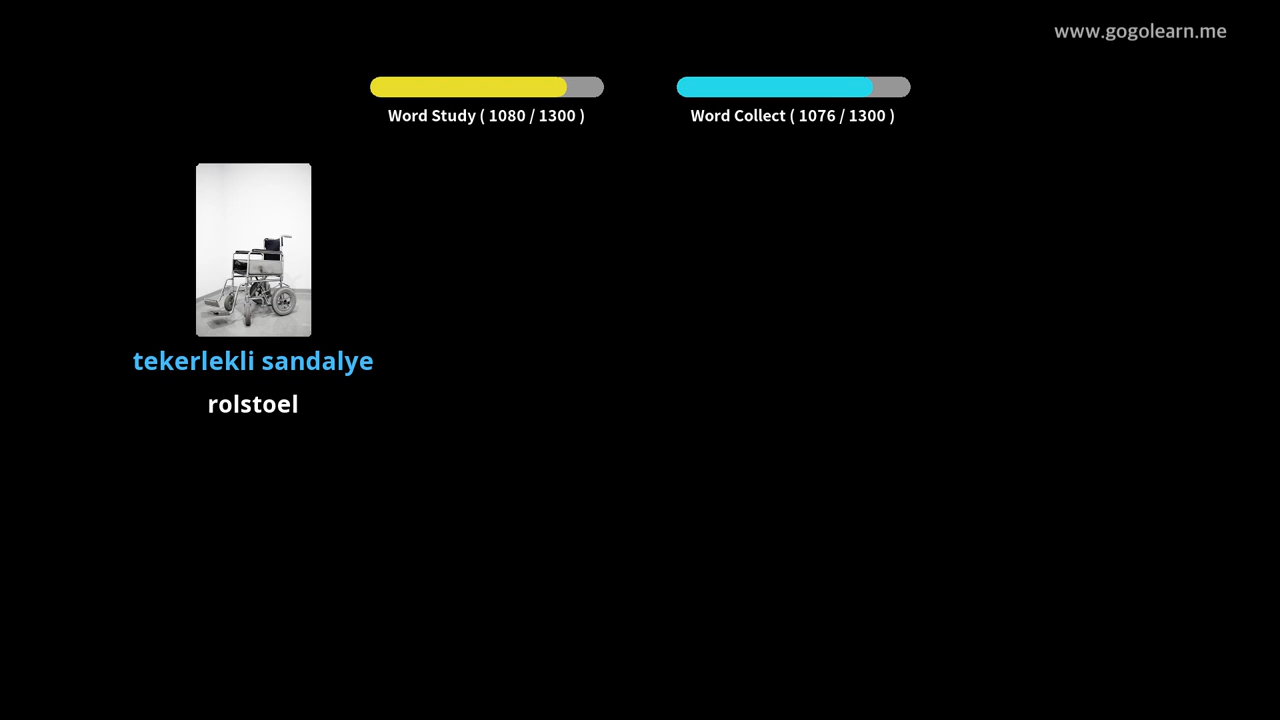 www.gogolearn.me
Word Study ( 1080 / 1300 )
Word Collect ( 1076 / 1300 )
tekerlekli sandalye
rolstoel